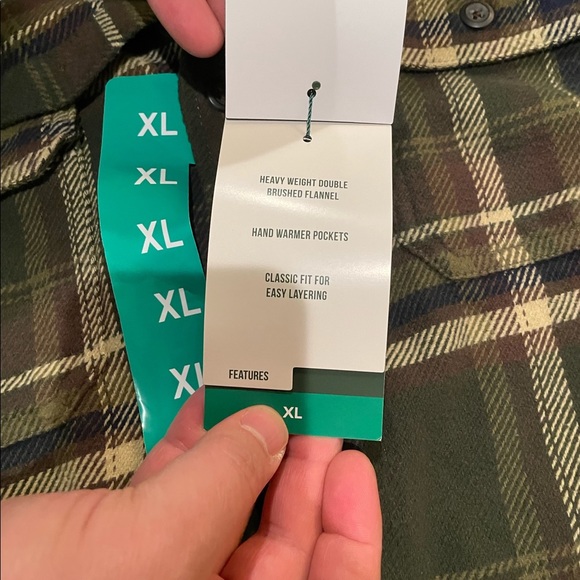 XL
XL
XL
XL
XL
HEAVY WEIGHT DOUBLE
BRUSHED FLANNEL
HAND WARMER POCKETS
CLASSIC FIT FOR
EASY LAYERING
FEATURES
XL